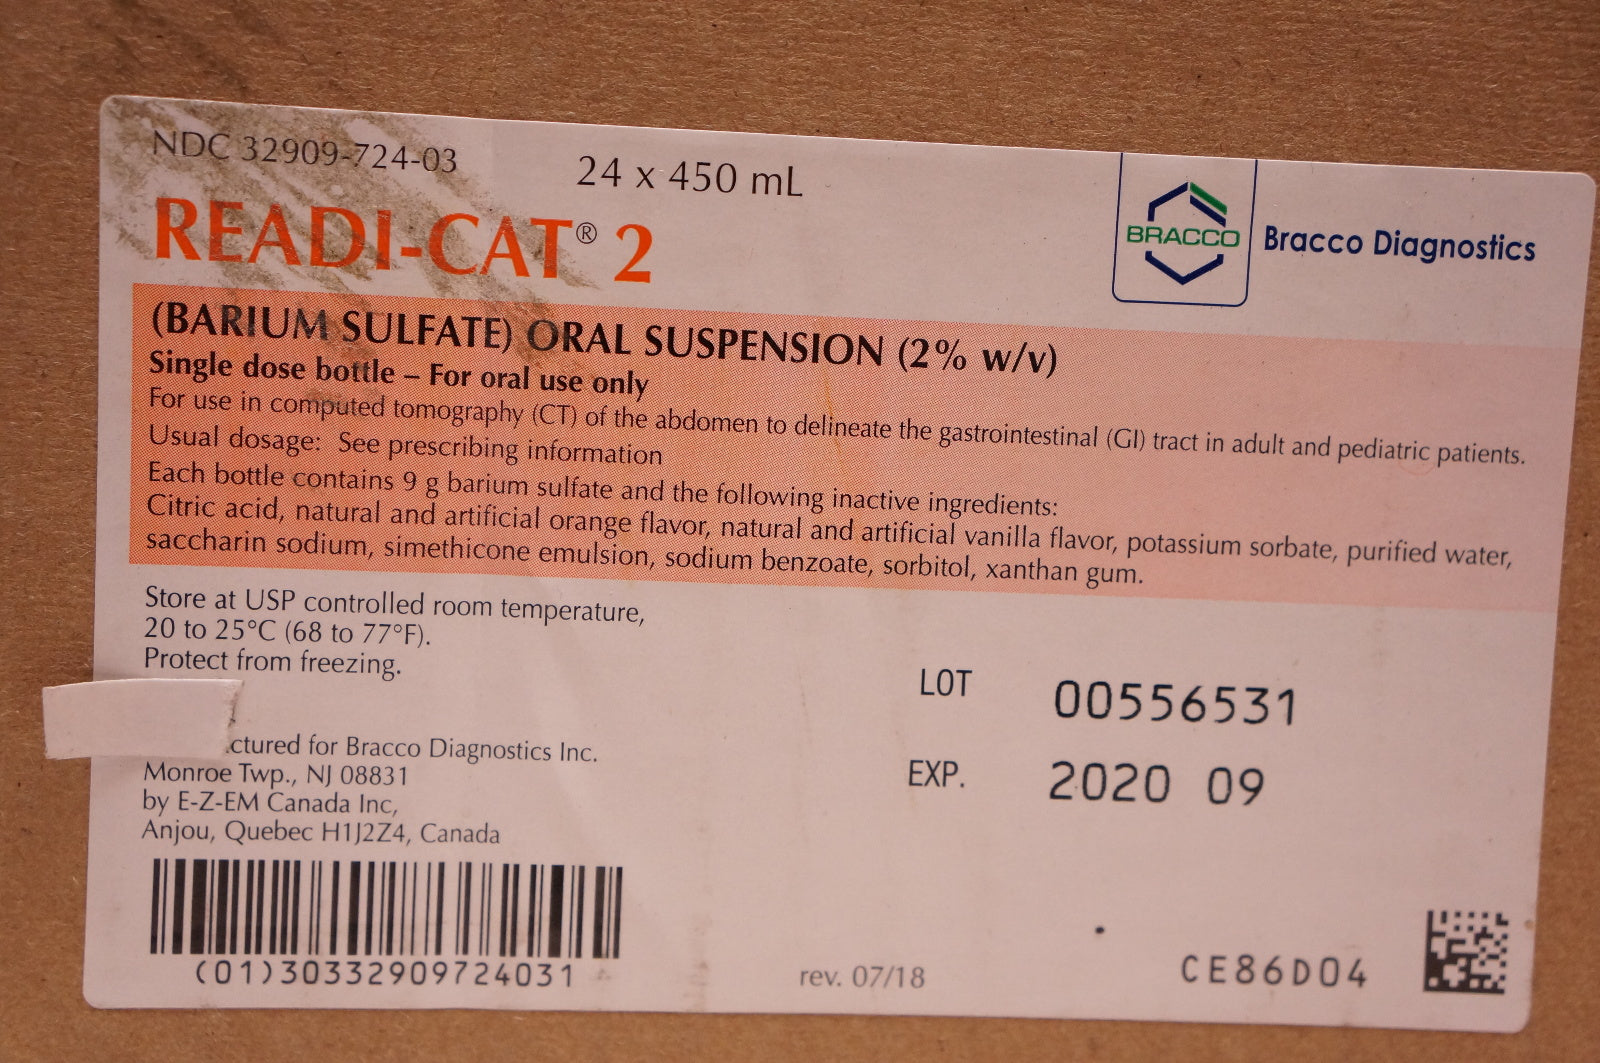 NDC 32909-724-03
24 x 450 mL
READI-CAT® 2
BRACCO
Bracco Diagnostics
(BARIUM SULFATE) ORAL SUSPENSION (2% w/v)
Single dose bottle – For oral use only
For use in computed tomography (CT) of the abdomen to delineate the gastrointestinal (GI) tract in adult and pediatric patients.
Usual dosage: See prescribing information
Each bottle contains 9 g barium sulfate and the following inactive ingredients:
Citric acid, natural and artificial orange flavor, natural and artificial vanilla flavor, potassium sorbate, purified water,
saccharin sodium, simethicone emulsion, sodium benzoate, sorbitol, xanthan gum.
Store at USP controlled room temperature,
20 to 25°C (68 to 77°F).
Protect from freezing.
LOT 00556531
EXP. 2020 09
for Bracco Diagnostics Inc.
Monroe Twp., NJ 08831
by E-Z-EM Canada Inc,
Anjou, Quebec H1J2Z4, Canada
(01)30332909724031
rev. 07/18
CE86D04